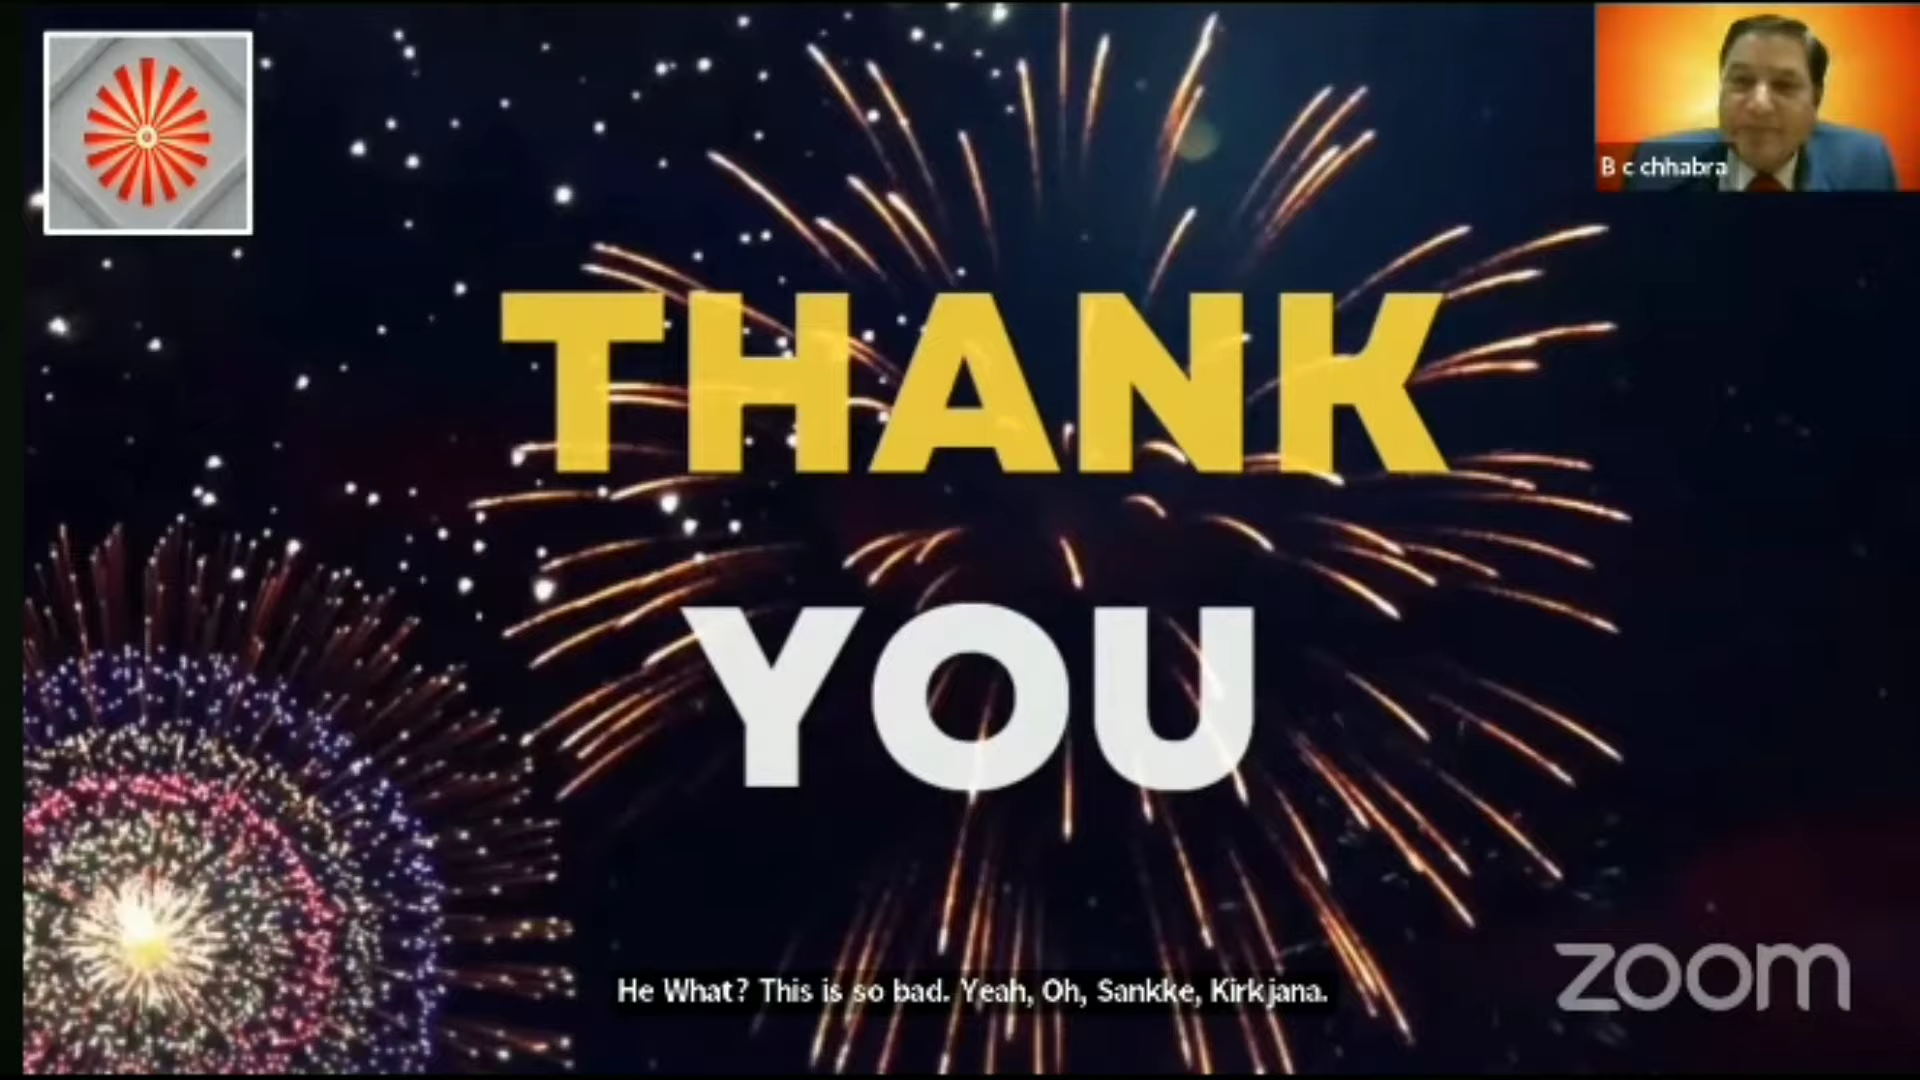 B c chhabra
THANK
YOU
He What? This is so bad. Yeah, Oh, Sankke, Kirkjana.
zoom